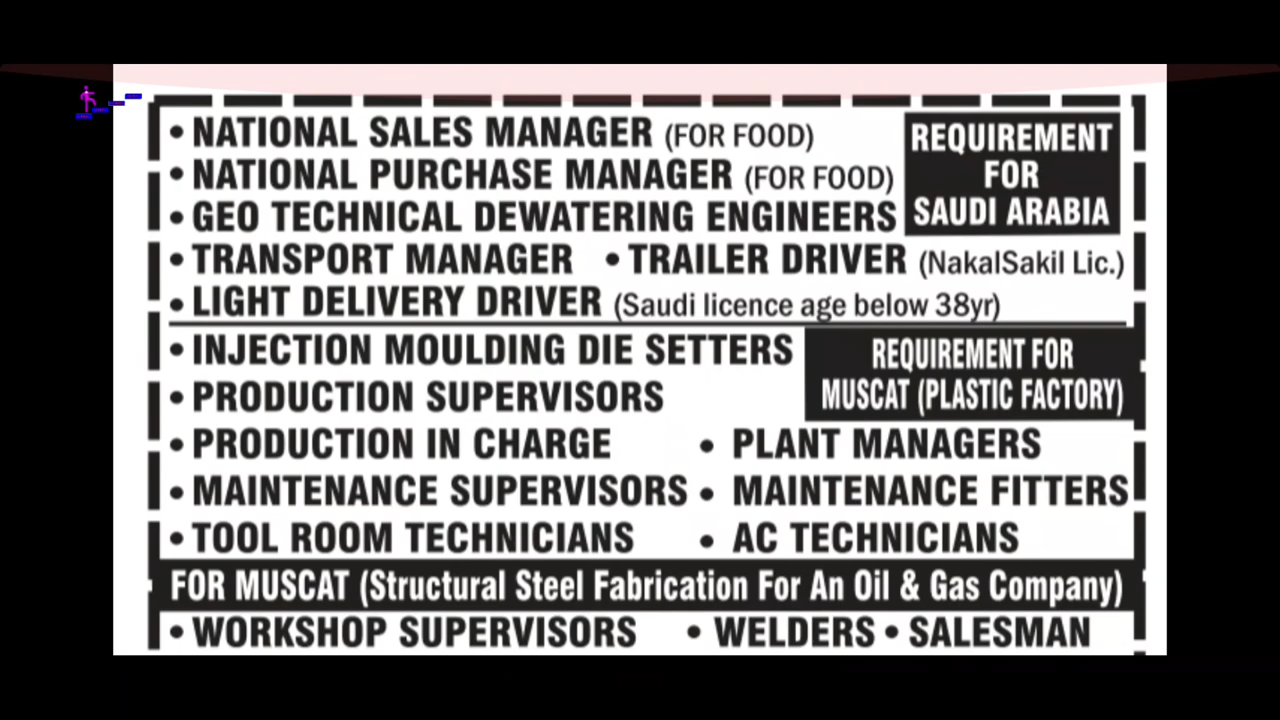 • NATIONAL SALES MANAGER (FOR FOOD)
• NATIONAL PURCHASE MANAGER (FOR FOOD)
• GEO TECHNICAL DEWATERING ENGINEERS
REQUIREMENT
FOR
SAUDI ARABIA
• TRANSPORT MANAGER • TRAILER DRIVER (NakalSakil Lic.)
• LIGHT DELIVERY DRIVER (Saudi licence age below 38yr)
• INJECTION MOULDING DIE SETTERS
• PRODUCTION SUPERVISORS
REQUIREMENT FOR
MUSCAT (PLASTIC FACTORY)
• PRODUCTION IN CHARGE • PLANT MANAGERS
• MAINTENANCE SUPERVISORS • MAINTENANCE FITTERS
• TOOL ROOM TECHNICIANS • AC TECHNICIANS
FOR MUSCAT (Structural Steel Fabrication For An Oil & Gas Company)
• WORKSHOP SUPERVISORS • WELDERS • SALESMAN